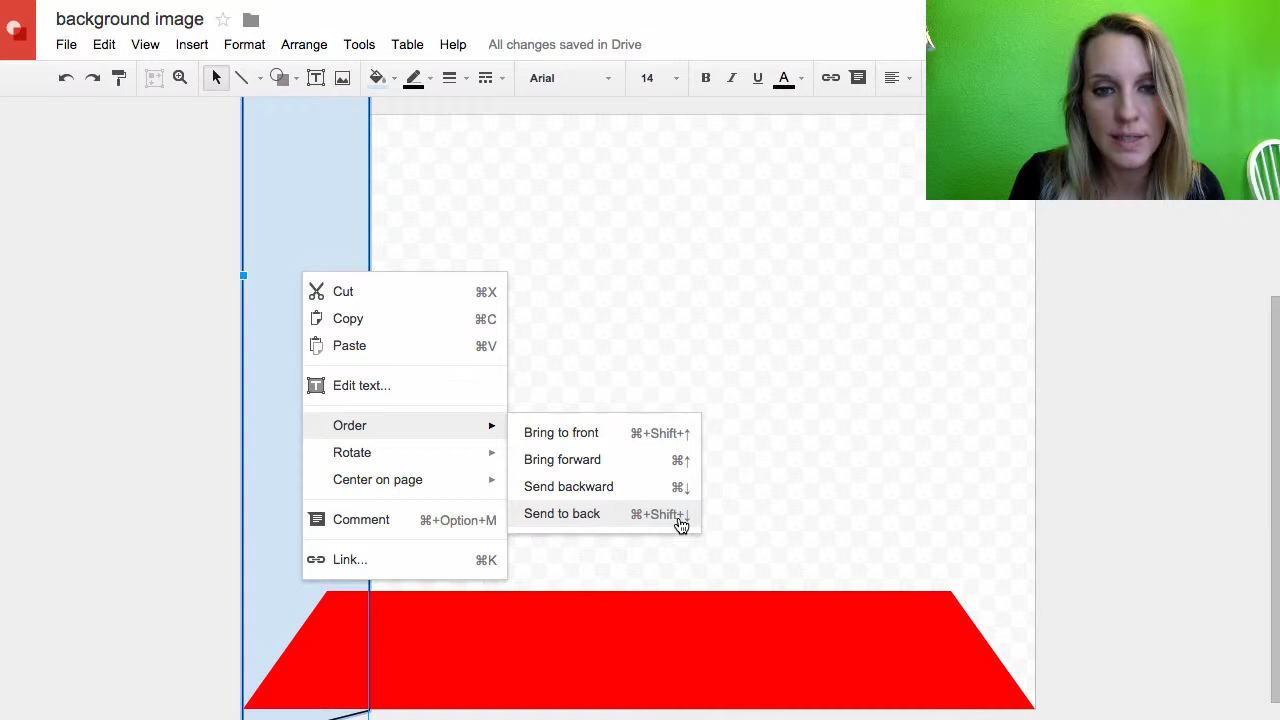 background image
File Edit View Insert Format Arrange Tools Table Help All changes saved in Drive
Arial 14 B I U A
Cut ⌘X
Copy ⌘C
Paste ⌘V
Edit text...
Order
Bring to front ⌘+Shift+↑
Rotate
Bring forward ⌘↑
Center on page
Send backward ⌘↓
Comment ⌘+Option+M
Send to back ⌘+Shift+↓
Link... ⌘K